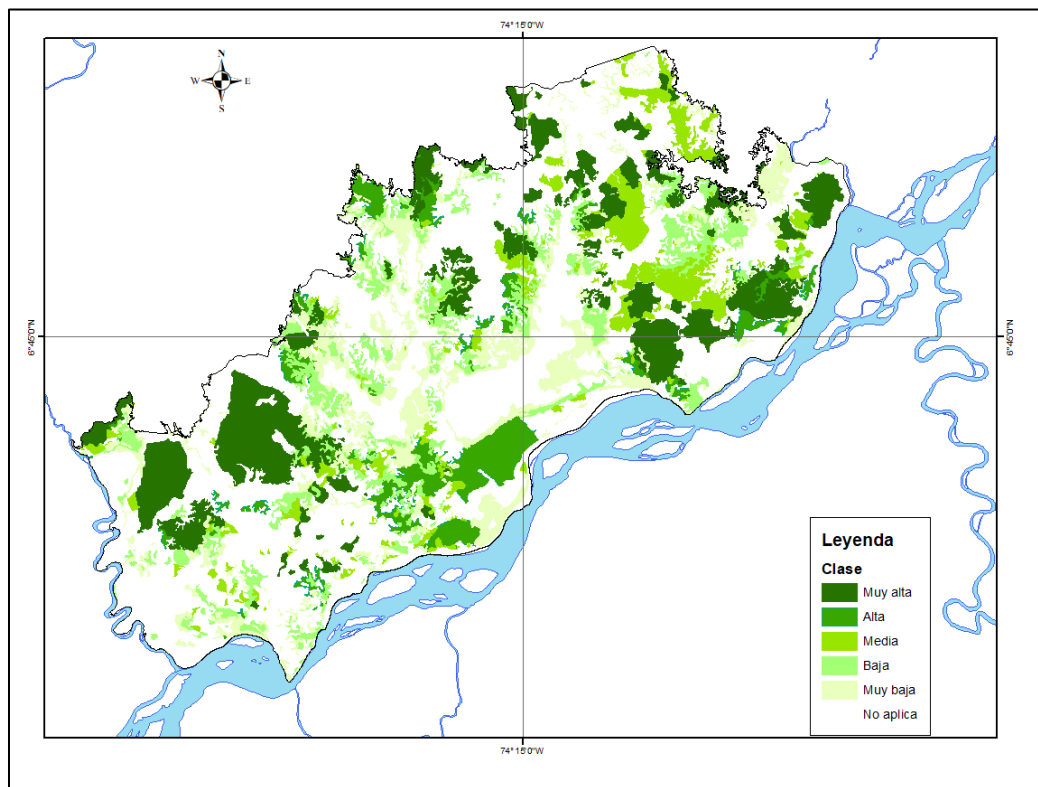 74°15'0"W
N
W E
S
6°45'0"N
6°45'0"N
Leyenda
Clase
Muy alta
Alta
Media
Baja
Muy baja
No aplica
74°15'0"W